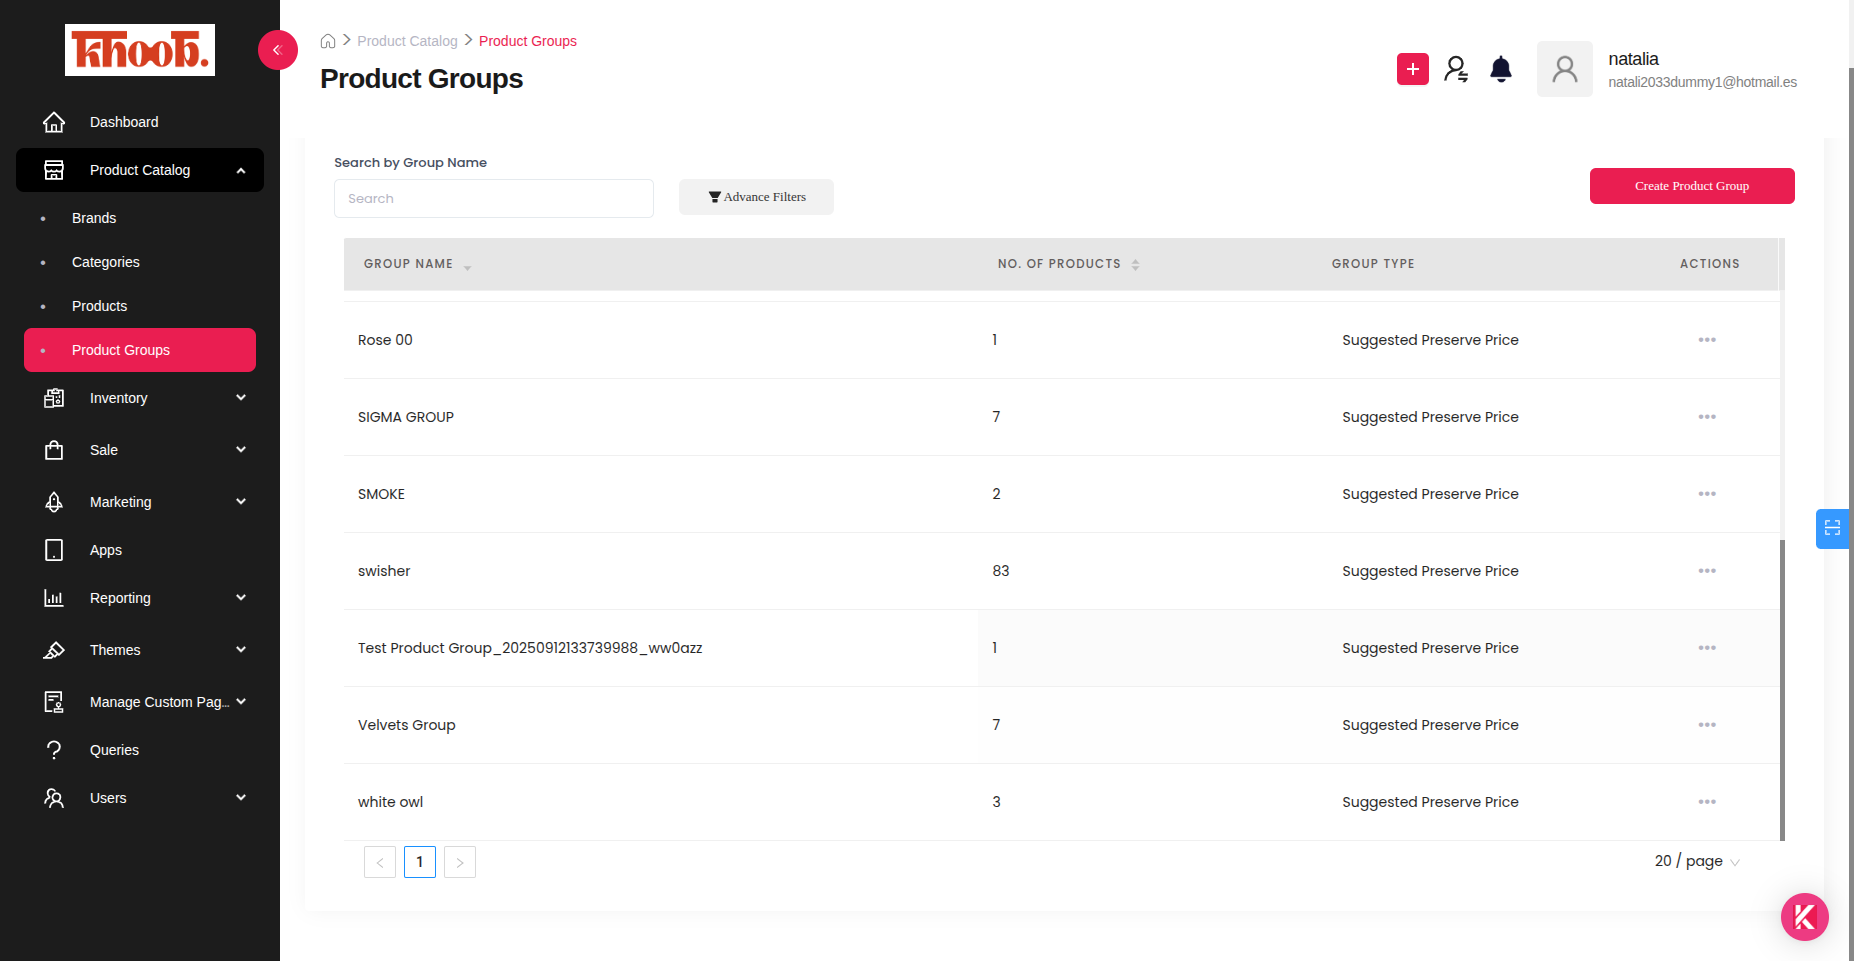 Khoob.
Dashboard
Product Catalog
Brands
Categories
Products
Product Groups
Inventory
Sale
Marketing
Apps
Reporting
Themes
Manage Custom Pag...
Queries
Users
Product Catalog > Product Groups
Product Groups
natalia
natali2033dummy1@hotmail.es
Search by Group Name
Search
Advance Filters
Create Product Group
GROUP NAME NO. OF PRODUCTS GROUP TYPE ACTIONS
Rose 00 1 Suggested Preserve Price •••
SIGMA GROUP 7 Suggested Preserve Price •••
SMOKE 2 Suggested Preserve Price •••
swisher 83 Suggested Preserve Price •••
Test Product Group_20250912133739988_ww0azz 1 Suggested Preserve Price •••
Velvets Group 7 Suggested Preserve Price •••
white owl 3 Suggested Preserve Price •••
< 1 > 20 / page
K